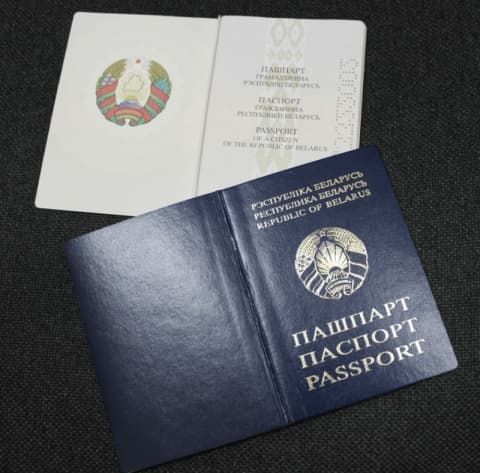 ПАШПАРТ
ГРАМАДЗЯНІНА
РЭСПУБЛІКІ БЕЛАРУСЬ
ПАСПОРТ
ГРАЖДАНИНА
РЕСПУБЛИКИ БЕЛАРУСЬ
PASSPORT
OF A CITIZEN
OF THE REPUBLIC OF BELARUS
РЭСПУБЛІКА БЕЛАРУСЬ
РЕСПУБЛИКА БЕЛАРУСЬ
REPUBLIC OF BELARUS
ПАШПАРТ
ПАСПОРТ
PASSPORT